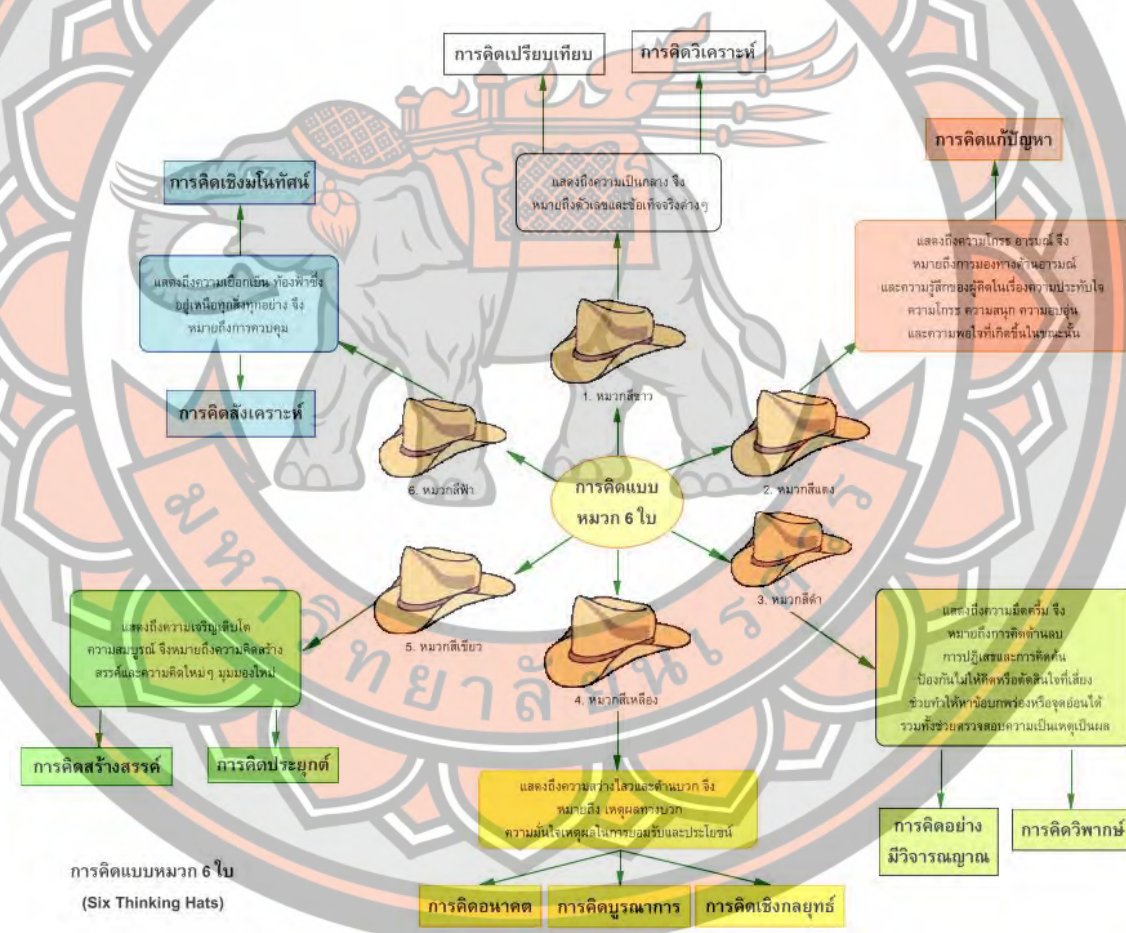 การคิดเปรียบเทียบ
การคิดวิเคราะห์
แสดงถึงความเป็นกลาง จึง
หมายถึงตัวเลขและข้อเท็จจริงต่างๆ
1. หมวกสีขาว
การคิดแก้ปัญหา
แสดงถึงความโกรธ อารมณ์ จึง
หมายถึงการมองทางด้านอารมณ์
และความรู้สึกของผู้คิดในเรื่องความประทับใจ
ความโกรธ ความสนุก ความอบอุ่น
และความพอใจที่เกิดขึ้นในขณะนั้น
2. หมวกสีแดง
การคิดเชิงมโนทัศน์
แสดงถึงความเยือกเย็น ท้องฟ้าซึ่ง
อยู่เหนือทุกสิ่งทุกอย่าง จึง
หมายถึงการควบคุม
การคิดสังเคราะห์
6. หมวกสีฟ้า
การคิดแบบ
หมวก 6 ใบ
3. หมวกสีดำ
แสดงถึงความมืดครึ้ม จึง
หมายถึงการคิดด้านลบ
การปฏิเสธและการคิดค้น
ป้องกันไม่ให้คิดหรือตัดสินใจที่เสี่ยง
ช่วยทำให้หาข้อบกพร่องหรือจุดอ่อนได้
รวมทั้งช่วยตรวจสอบความเป็นเหตุเป็นผล
การคิดอย่าง
มีวิจารณญาณ
การคิดวิพากษ์
5. หมวกสีเขียว
แสดงถึงความเจริญเติบโต
ความสมบูรณ์ จึงหมายถึงความคิดสร้าง
สรรค์และความคิดใหม่ๆ มุมมองใหม่
การคิดสร้างสรรค์
การคิดประยุกต์
4. หมวกสีเหลือง
แสดงถึงความสว่างไสวและด้านบวก จึง
หมายถึง เหตุผลทางบวก
ความมั่นใจเหตุผลในการยอมรับและประโยชน์
การคิดอนาคต
การคิดบูรณาการ
การคิดเชิงกลยุทธ์
การคิดแบบหมวก 6 ใบ
(Six Thinking Hats)
มหาวิทยาลัยนเรศวร